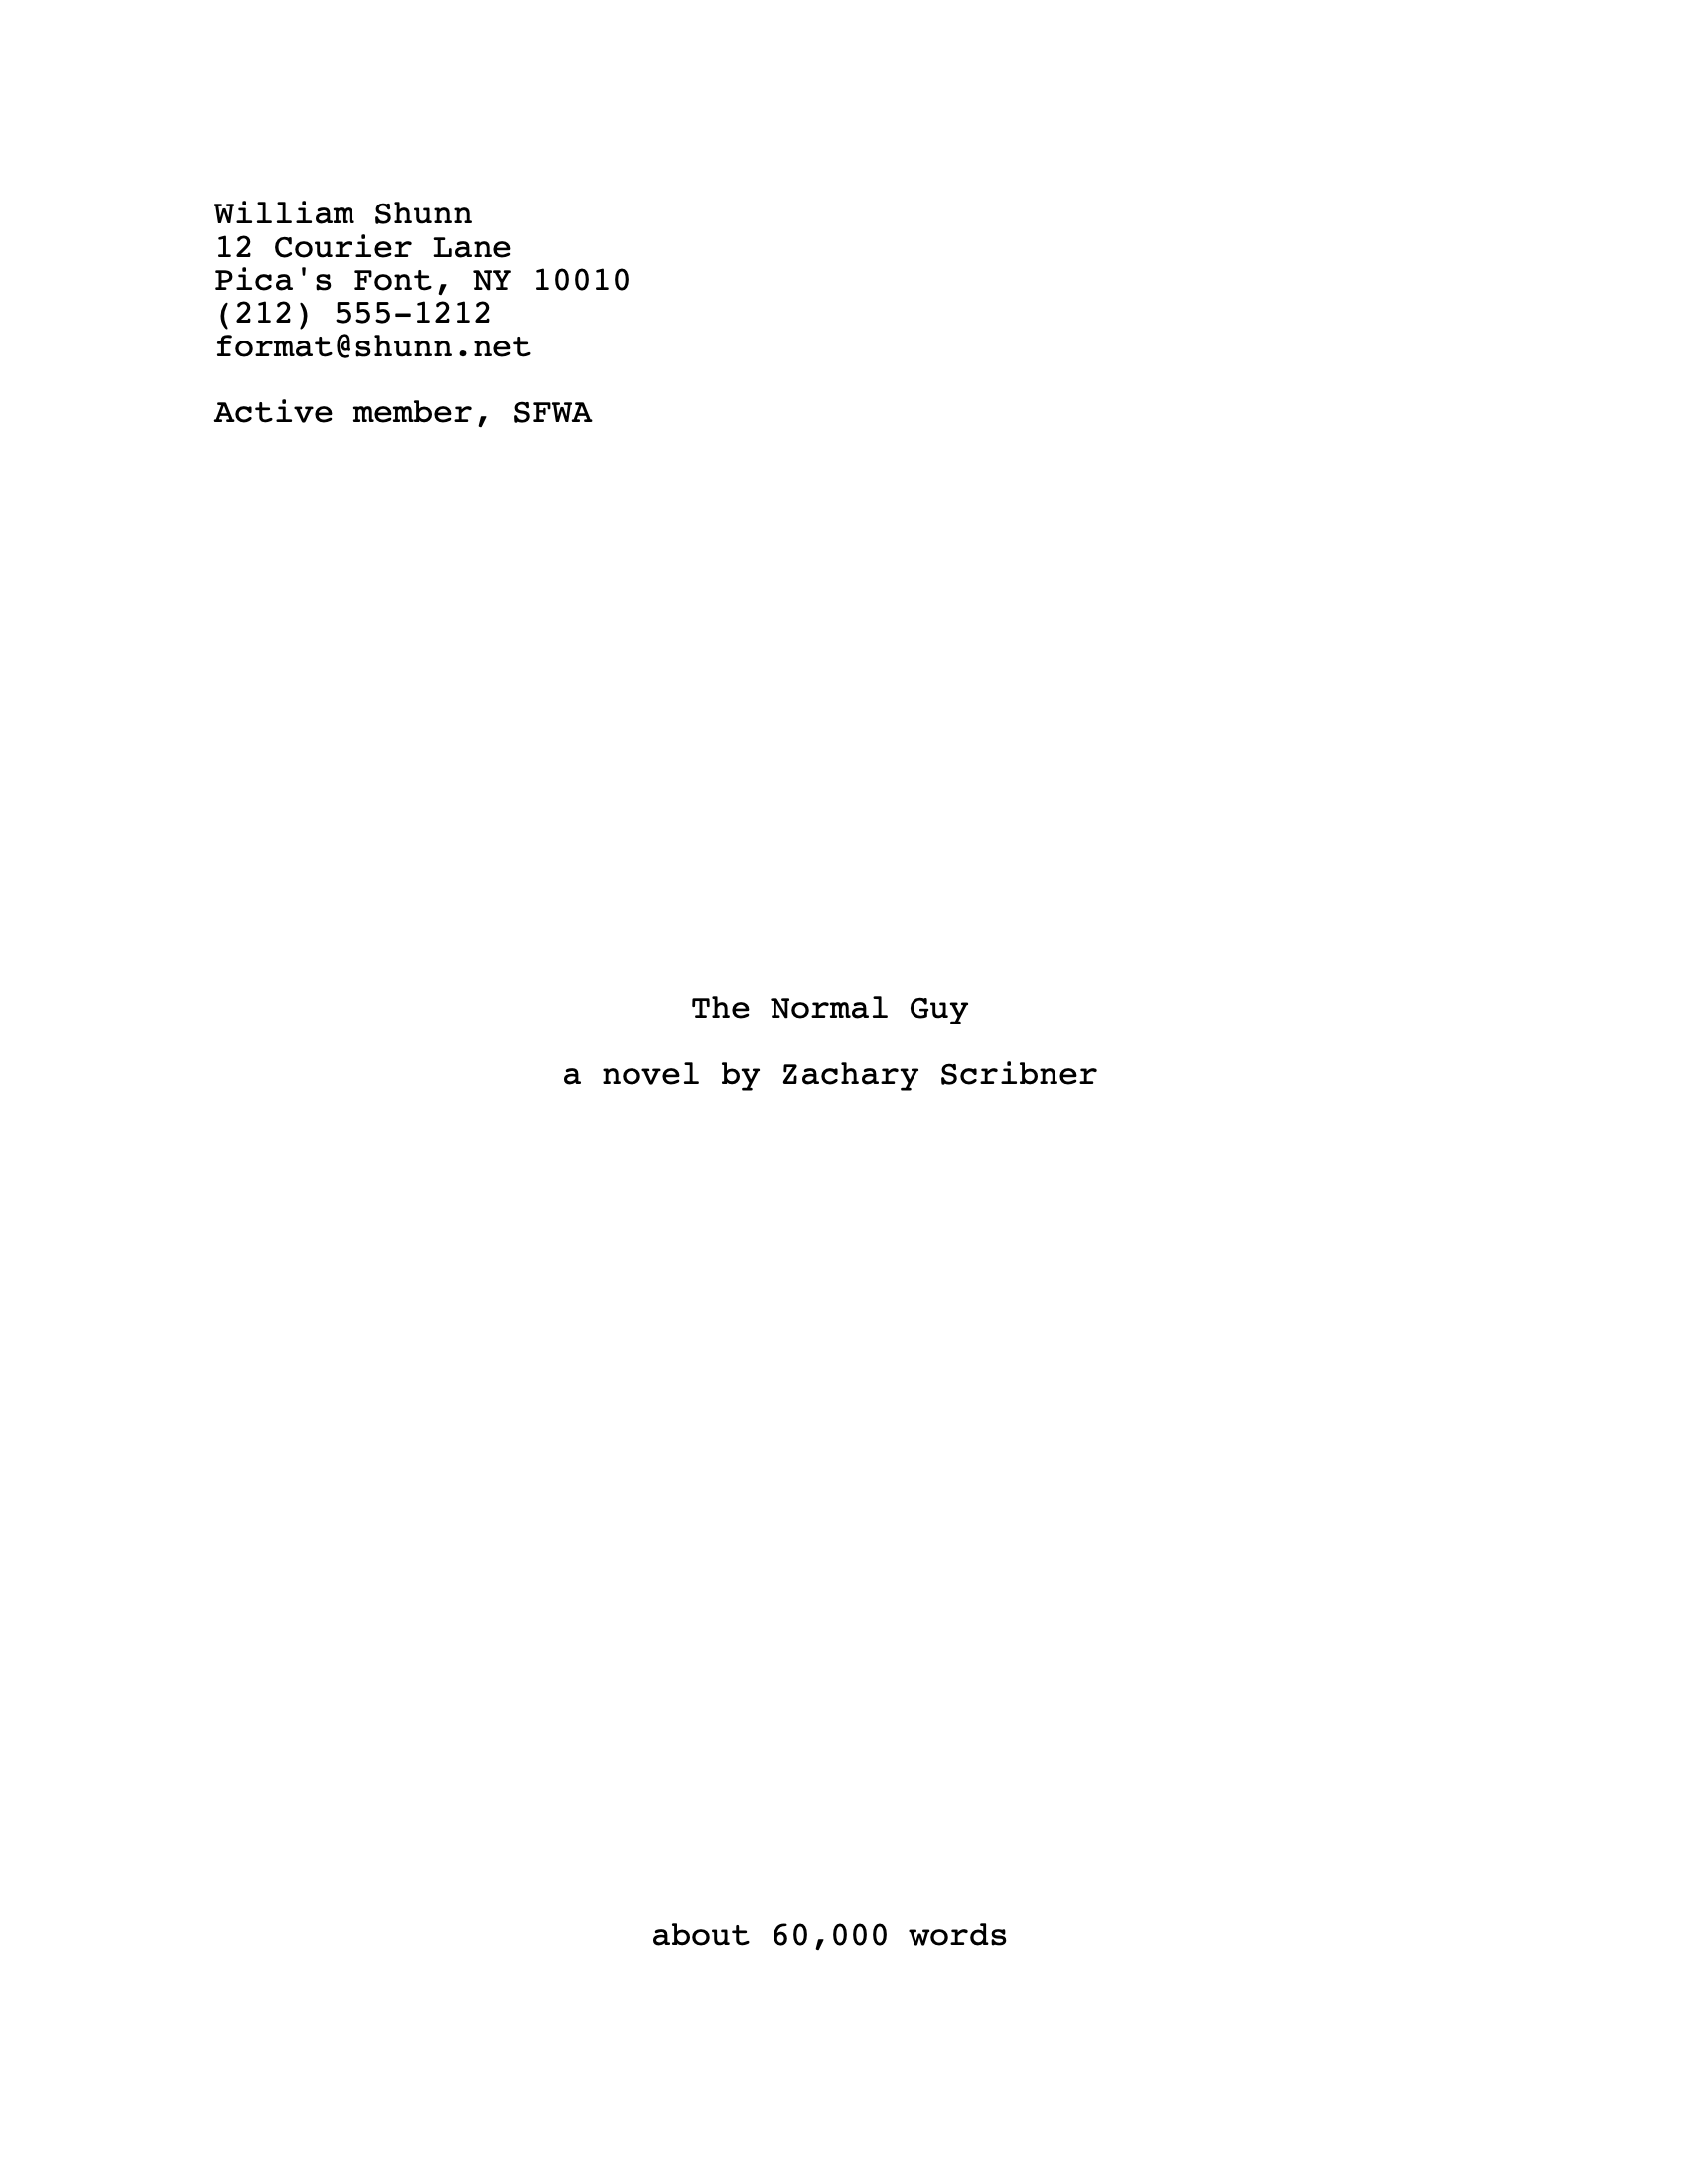 William Shunn
12 Courier Lane
Pica's Font, NY 10010
(212) 555-1212
format@shunn.net
Active member, SFWA
The Normal Guy
a novel by Zachary Scribner
about 60,000 words